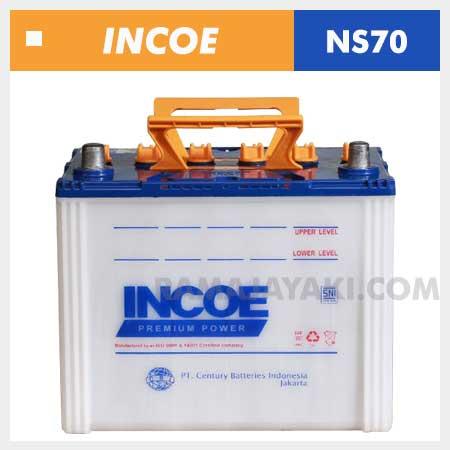 INCOE
NS70
UPPER LEVEL
LOWER LEVEL
RAMAJAYAKI.COM
INCOE
SNI
PREMIUM POWER
PT. Century Batteries Indonesia
Jakarta